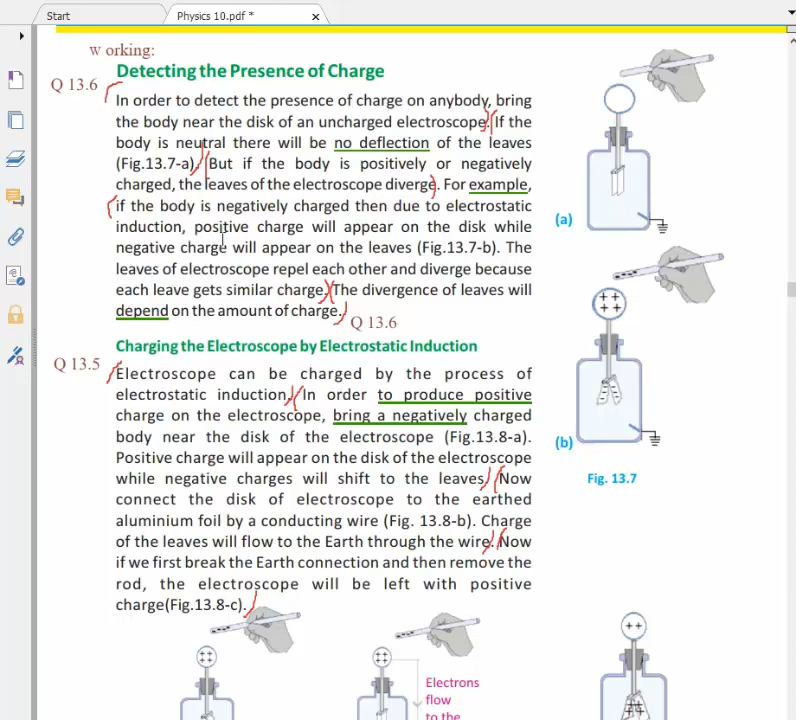 Start
Physics 10.pdf *
x
w orking:
Detecting the Presence of Charge
Q 13.6
In order to detect the presence of charge on anybody, bring
the body near the disk of an uncharged electroscope. If the
body is neutral there will be no deflection of the leaves
(Fig.13.7-a). But if the body is positively or negatively
charged, the leaves of the electroscope diverge. For example,
if the body is negatively charged then due to electrostatic
induction, positive charge will appear on the disk while
negative charge will appear on the leaves (Fig.13.7-b). The
leaves of electroscope repel each other and diverge because
each leave gets similar charge. The divergence of leaves will
depend on the amount of charge.
Q 13.6
(a)
++
++
(b)
Fig. 13.7
Charging the Electroscope by Electrostatic Induction
Q 13.5
Electroscope can be charged by the process of
electrostatic induction. In order to produce positive
charge on the electroscope, bring a negatively charged
body near the disk of the electroscope (Fig.13.8-a).
Positive charge will appear on the disk of the electroscope
while negative charges will shift to the leaves. Now
connect the disk of electroscope to the earthed
aluminium foil by a conducting wire (Fig. 13.8-b). Charge
of the leaves will flow to the Earth through the wire. Now
if we first break the Earth connection and then remove the
rod, the electroscope will be left with positive
charge(Fig.13.8-c).
++
++
++
++
++
Electrons
flow
to the